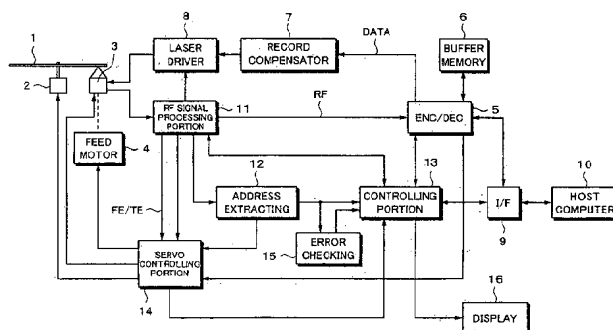 8
7
6
DATA
1
3
LASER
DRIVER
RECORD
COMPENSATOR
BUFFER
MEMORY
2
RF SIGNAL
PROCESSING
PORTION
11
RF
ENC/DEC
5
FEED
MOTOR
4
12
13
10
FE/TE
ADDRESS
EXTRACTING
CONTROLLING
PORTION
I/F
9
HOST
COMPUTER
SERVO
CONTROLLING
PORTION
14
15
ERROR
CHECKING
16
DISPLAY